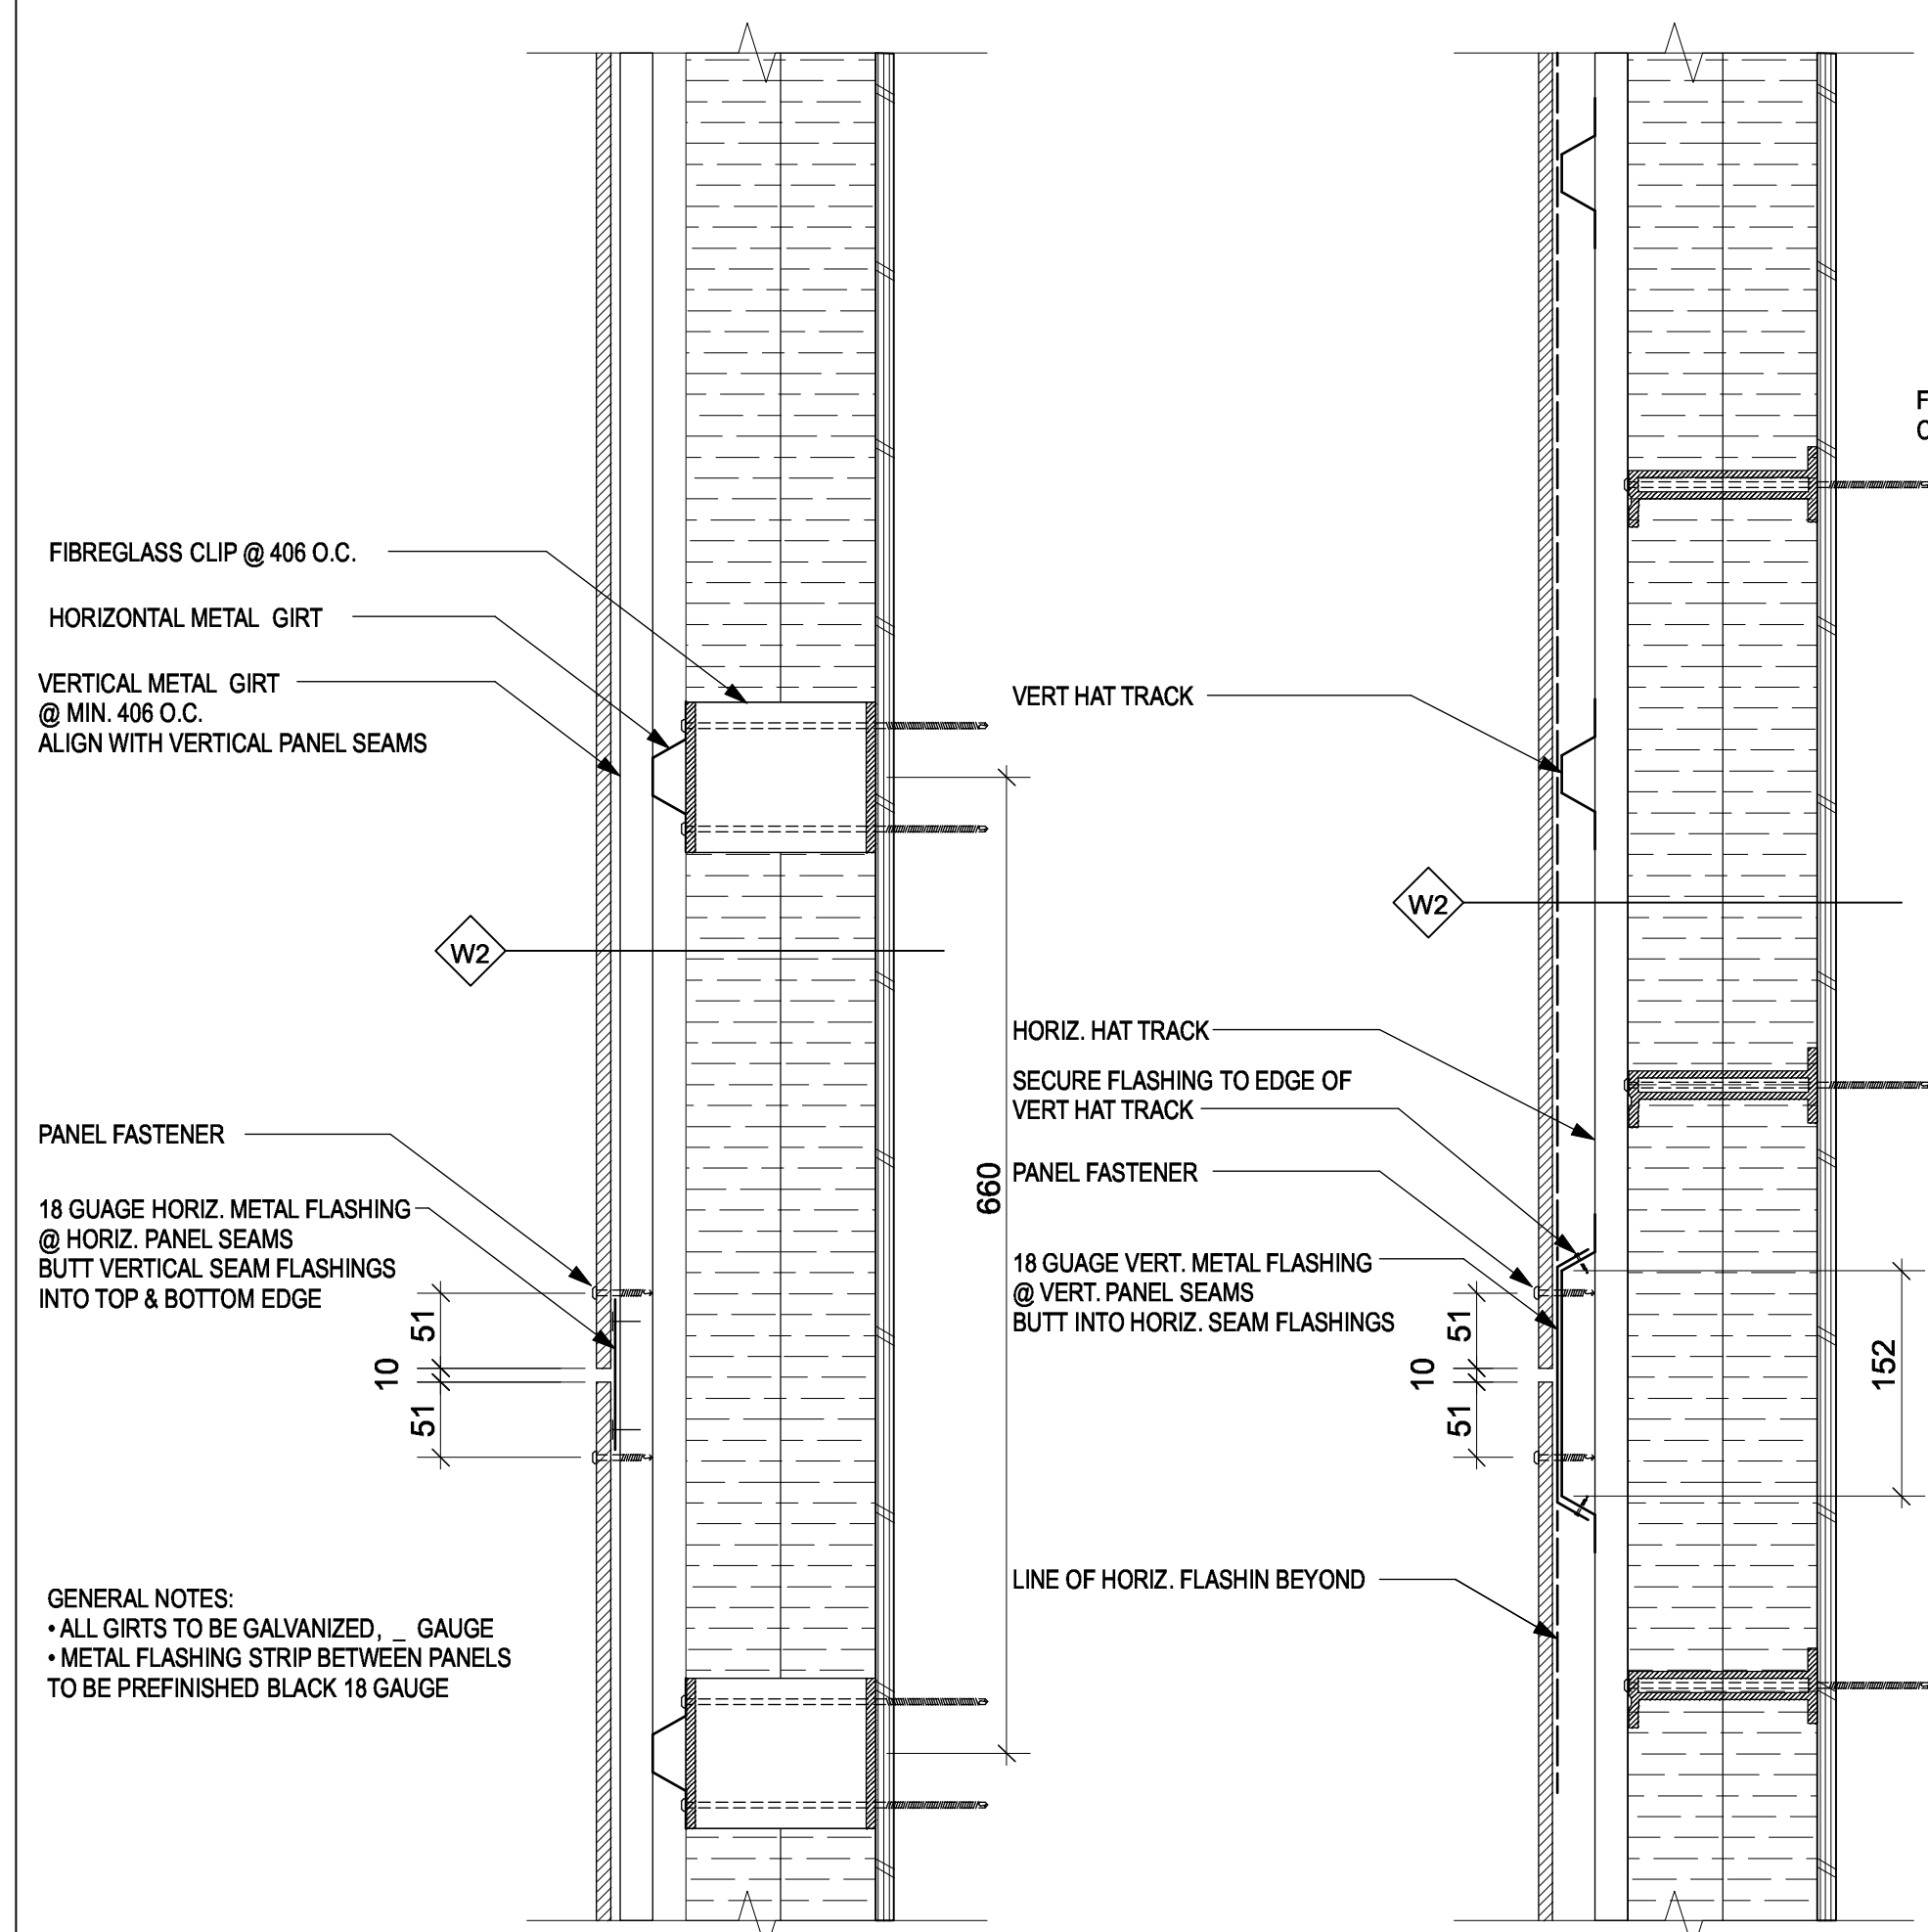 FIBREGLASS CLIP @ 406 O.C.
HORIZONTAL METAL GIRT
VERTICAL METAL GIRT
@ MIN. 406 O.C.
ALIGN WITH VERTICAL PANEL SEAMS
W2
PANEL FASTENER
18 GUAGE HORIZ. METAL FLASHING
@ HORIZ. PANEL SEAMS
BUTT VERTICAL SEAM FLASHINGS
INTO TOP & BOTTOM EDGE
51
10
51
660
GENERAL NOTES:
• ALL GIRTS TO BE GALVANIZED, _ GAUGE
• METAL FLASHING STRIP BETWEEN PANELS
TO BE PREFINISHED BLACK 18 GAUGE
VERT HAT TRACK
W2
HORIZ. HAT TRACK
SECURE FLASHING TO EDGE OF
VERT HAT TRACK
PANEL FASTENER
18 GUAGE VERT. METAL FLASHING
@ VERT. PANEL SEAMS
BUTT INTO HORIZ. SEAM FLASHINGS
51
10
51
152
LINE OF HORIZ. FLASHIN BEYOND